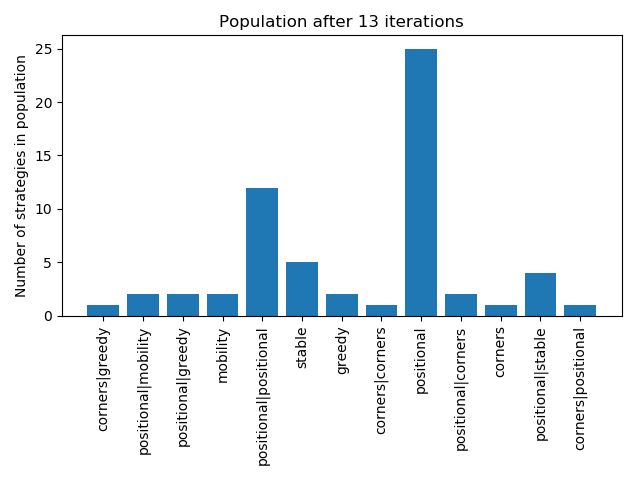 Population after 13 iterations
Number of strategies in population
25
20
15
10
5
0
corners|greedy
positional|mobility
positional|greedy
mobility
positional|positional
stable
greedy
corners|corners
positional
positional|corners
corners
positional|stable
corners|positional